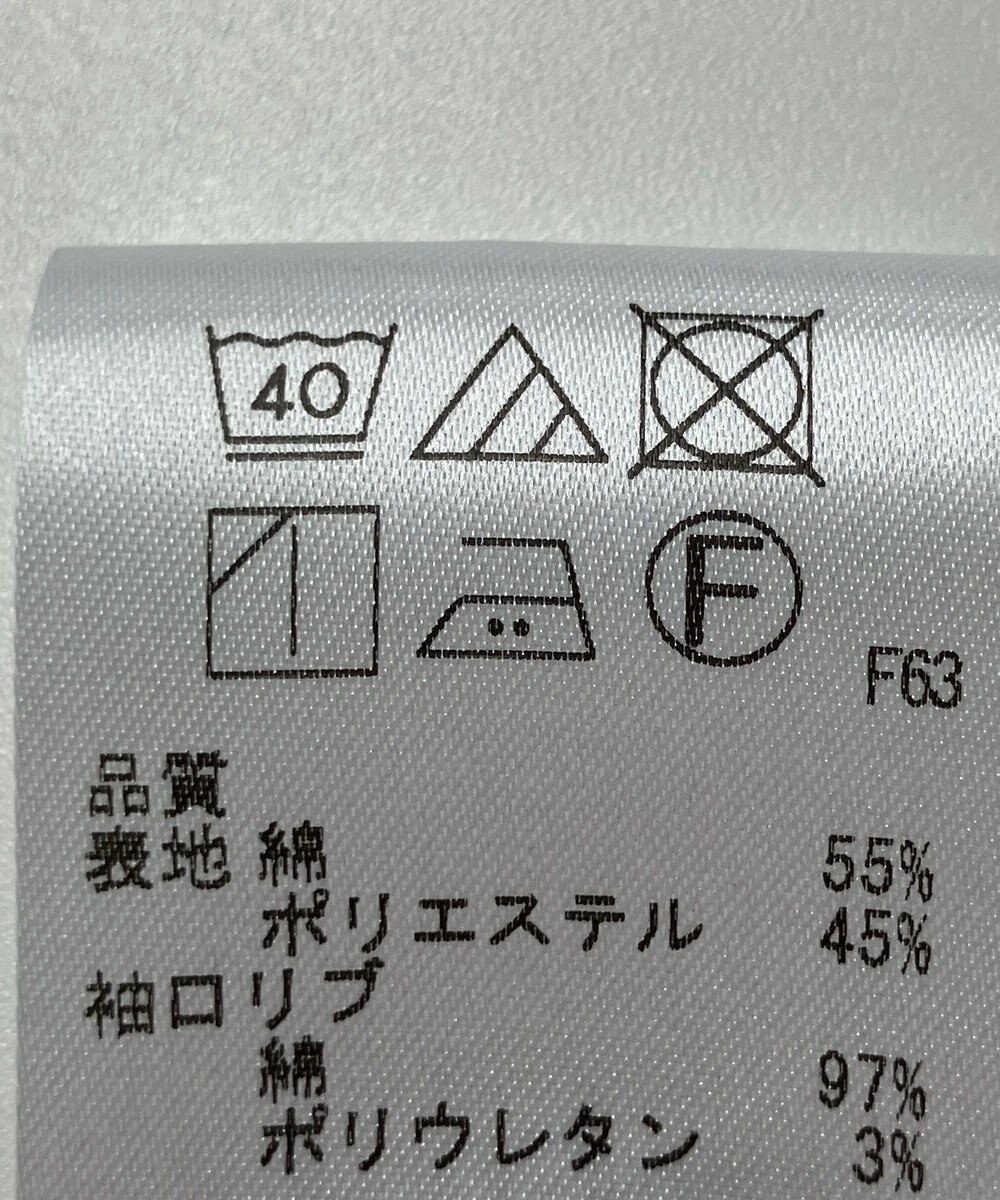 40
F
F63
品質
表地 綿 55%
ポリエステル 45%
袖口リブ
綿 97%
ポリウレタン 3%